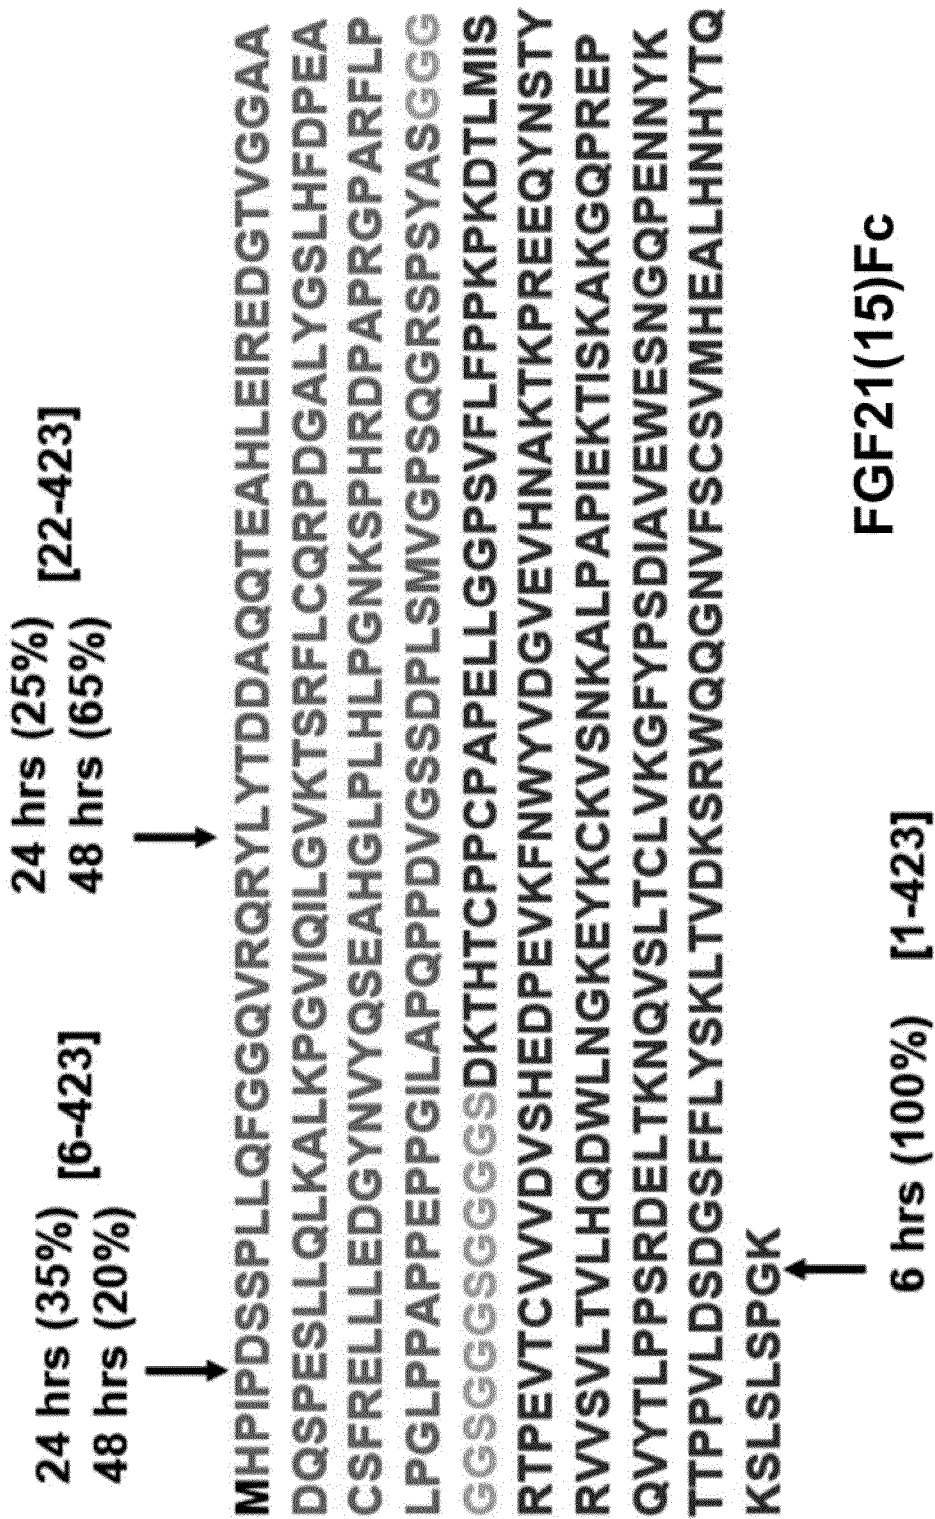 24 hrs (35%)
48 hrs (20%)
[6-423]
24 hrs (25%)
48 hrs (65%)
[22-423]
MHPIPDSSPLLQFGGQVRQRYLYTDDAQQTEAHLEIREDGTVGGAA
DQSPESLLQLKALKPGVIQILGVKTSRFLCQRPDGALYGSLHFDPEA
CSFRELLLEDGYNVYQSEAHGLPLHLPGNKSPHRDPAPRGPARFLP
LPGLPPAPPEPPGILAPQPPDVGSSDPLSMVGPSQGRSPSYASGGG
GGSGGGSGGGGSDKTHTCPPCPAPELLGGPSVFLFPPKPKDTLMIS
RTPEVTCVVVDVSHEDPEVKFNWYVDGVEVHNAKTKPREEQYNSTY
RVVSVLTVLHQDWLNGKEYKCKVSNKALPAPIEKTISKAKGQPREP
QVYTLPPSRDELTKNQVSLTCLVKGFYPSDIAVEWESNGQPENNYK
TTPPVLDSDGSFFLYSKLTVDKSRWQQGNVFSCSVMHEALHNHYTQ
KSLSLSPGK
6 hrs (100%) [1-423]
FGF21(15)Fc